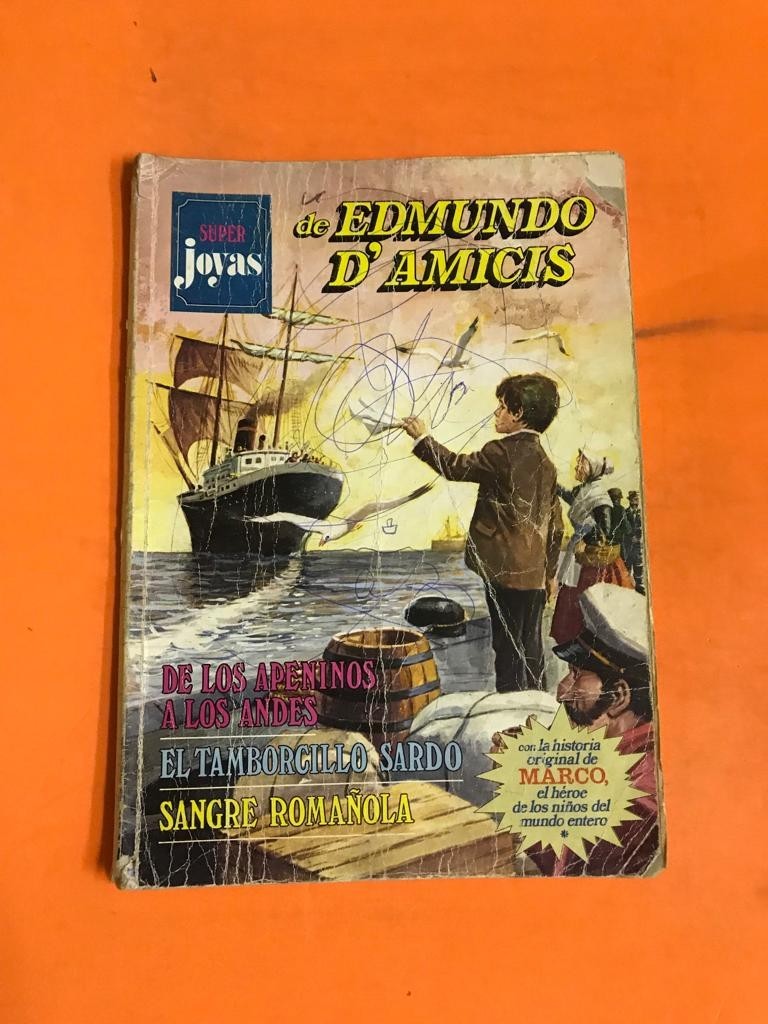 SUPER
joyas
de EDMUNDO
D'AMICIS
DE LOS APENINOS
A LOS ANDES
EL TAMBORCILLO SARDO
SANGRE ROMAÑOLA
con la historia
original de
MARCO,
el héroe
de los niños del
mundo entero
*